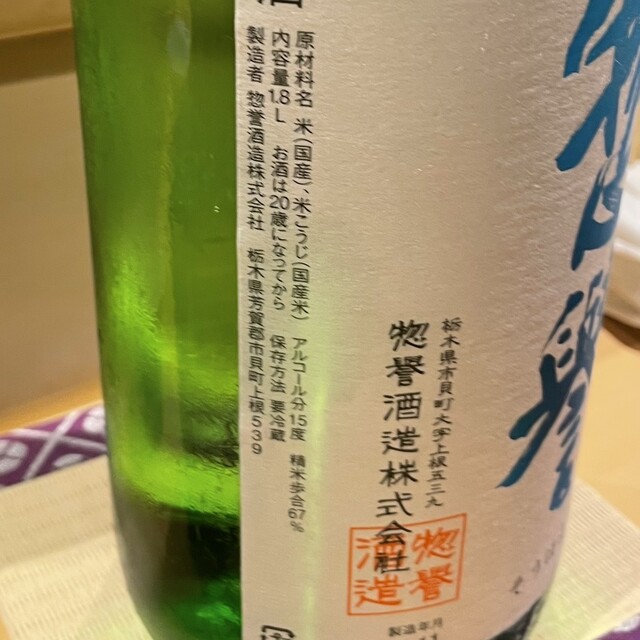 惣誉
栃木県市貝町大字上根五三九
惣誉酒造株式会社
惣誉
酒造
製造年月
酒
原材料名 米(国産)、米こうじ(国産米) アルコール分15度 精米歩合67%
内容量1.8L お酒は20歳になってから 保存方法 要冷蔵
製造者 惣誉酒造株式会社 栃木県芳賀郡市貝町上根539